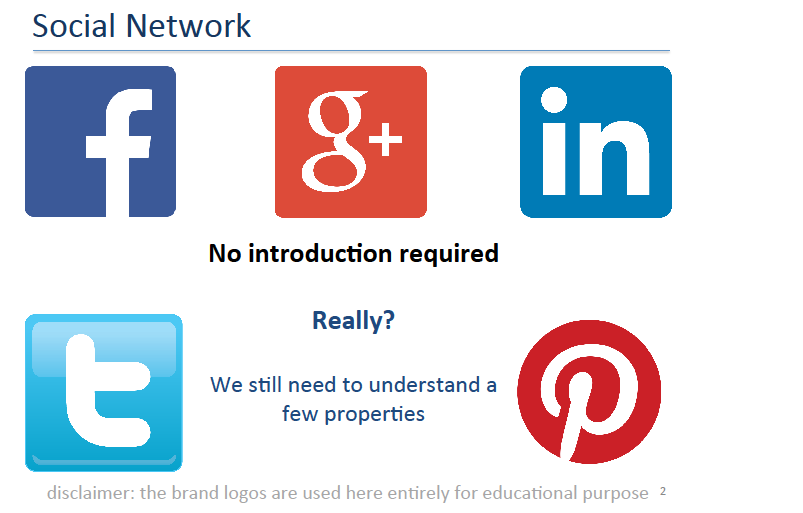 Social Network
f
g+
in
No introduction required
Really?
We still need to understand a
few properties
t
P
disclaimer: the brand logos are used here entirely for educational purpose 2